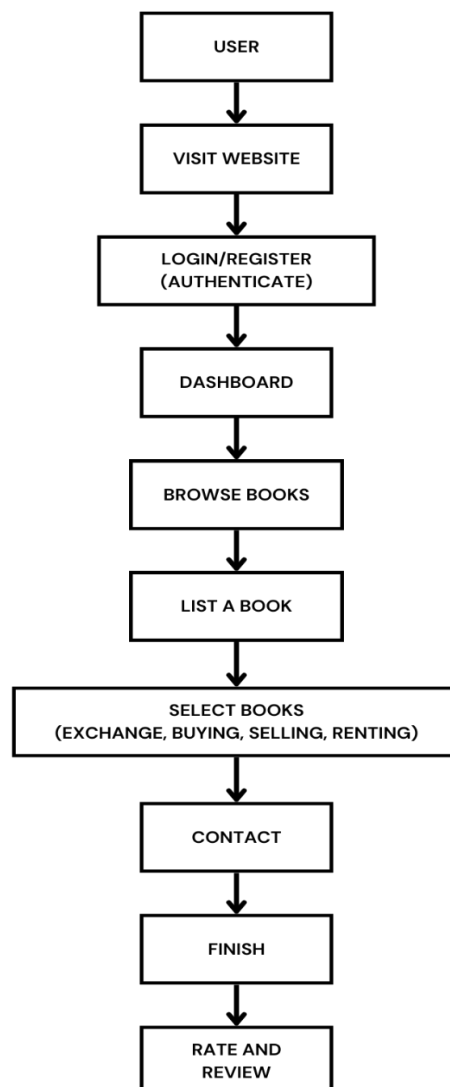 USER
VISIT WEBSITE
LOGIN/REGISTER
(AUTHENTICATE)
DASHBOARD
BROWSE BOOKS
LIST A BOOK
SELECT BOOKS
(EXCHANGE, BUYING, SELLING, RENTING)
CONTACT
FINISH
RATE AND
REVIEW